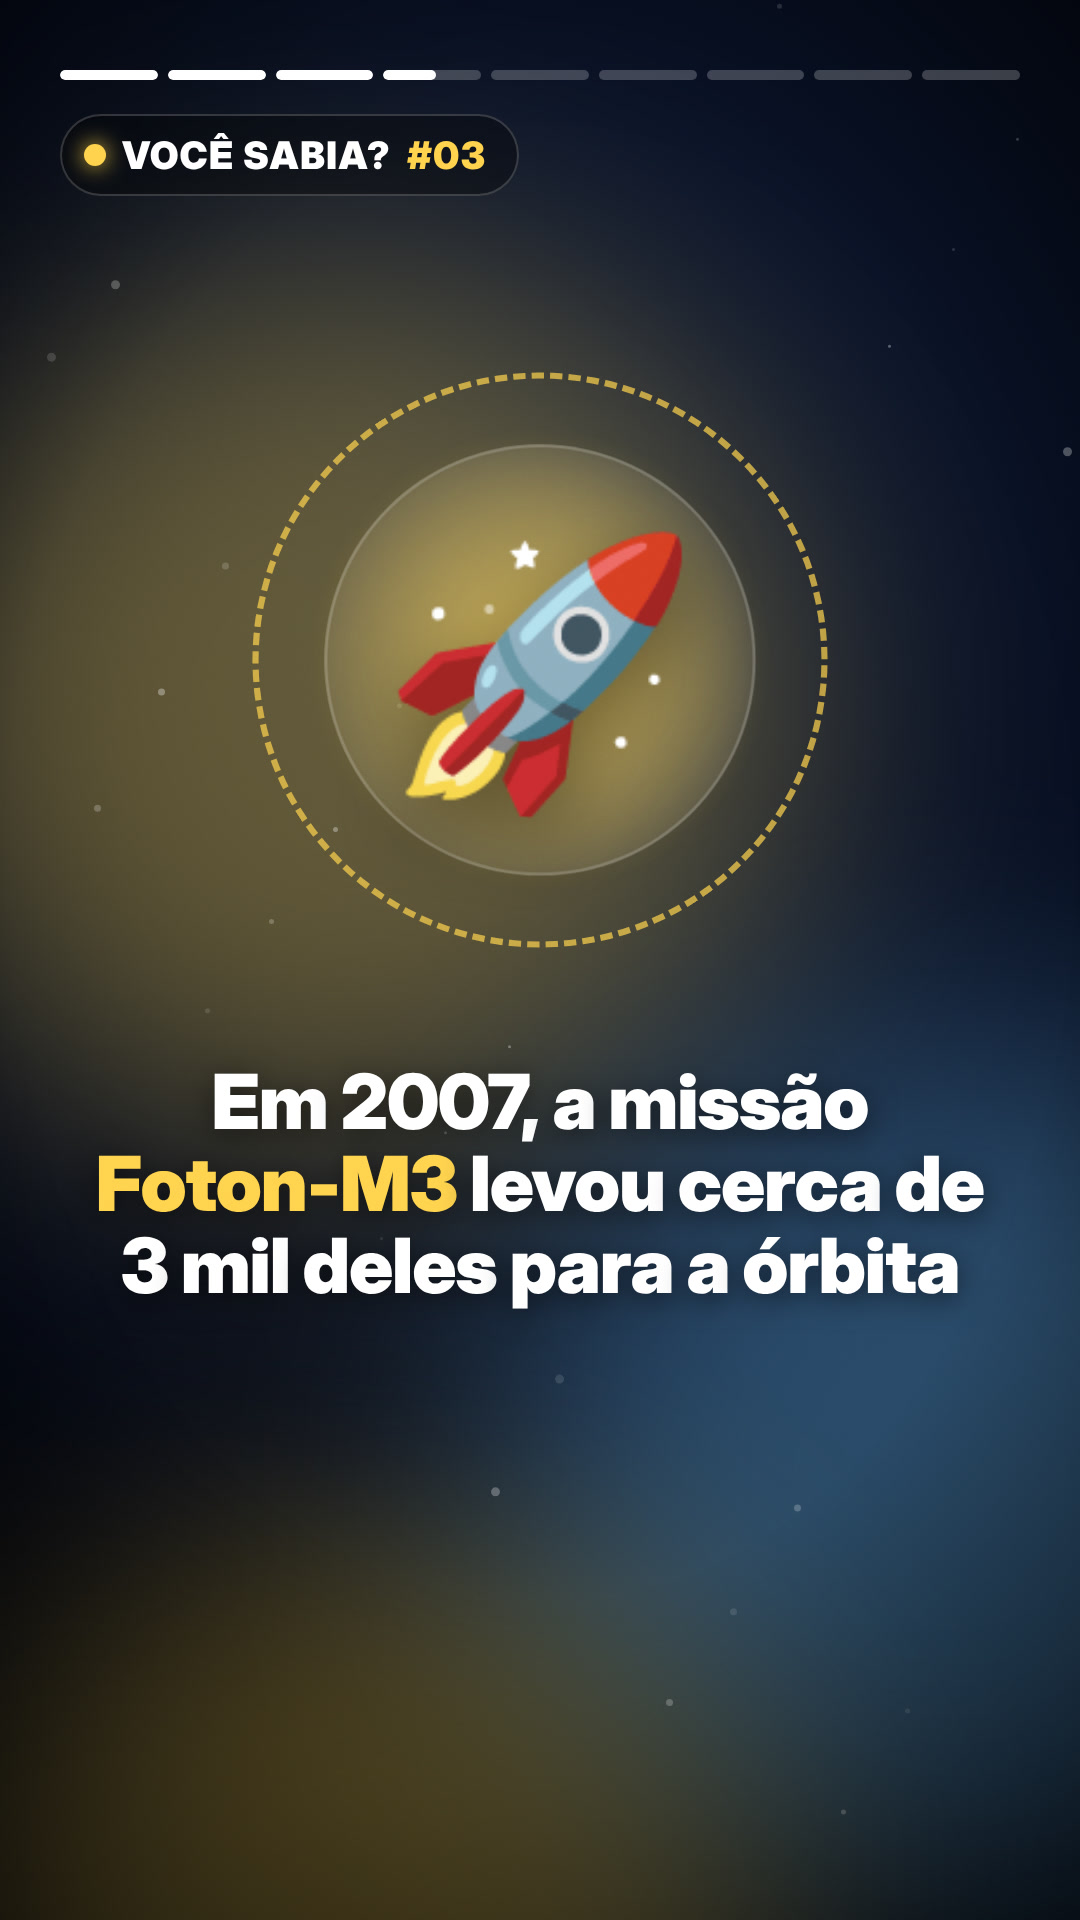 VOCÊ SABIA? #03
Em 2007, a missão
Foton-M3 levou cerca de
3 mil deles para a órbita